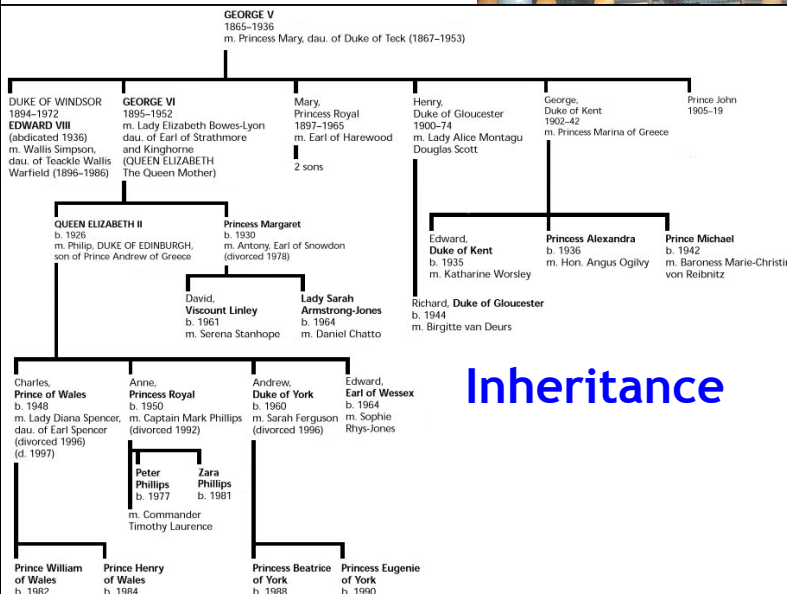 GEORGE V
1865–1936
m. Princess Mary, dau. of Duke of Teck (1867–1953)
DUKE OF WINDSOR
1894–1972
EDWARD VIII
(abdicated 1936)
m. Wallis Simpson,
dau. of Teackle Wallis
Warfield (1896–1986)
GEORGE VI
1895–1952
m. Lady Elizabeth Bowes-Lyon
dau. of Earl of Strathmore
and Kinghorne
(QUEEN ELIZABETH
The Queen Mother)
Mary,
Princess Royal
1897–1965
m. Earl of Harewood
2 sons
Henry,
Duke of Gloucester
1900–74
m. Lady Alice Montagu
Douglas Scott
George,
Duke of Kent
1902–42
m. Princess Marina of Greece
Prince John
1905–19
QUEEN ELIZABETH II
b. 1926
m. Philip, DUKE OF EDINBURGH,
son of Prince Andrew of Greece
Princess Margaret
b. 1930
m. Antony, Earl of Snowdon
(divorced 1978)
Edward,
Duke of Kent
b. 1935
m. Katharine Worsley
Princess Alexandra
b. 1936
m. Hon. Angus Ogilvy
Prince Michael
b. 1942
m. Baroness Marie-Christin
von Reibnitz
David,
Viscount Linley
b. 1961
m. Serena Stanhope
Lady Sarah
Armstrong-Jones
b. 1964
m. Daniel Chatto
Richard, Duke of Gloucester
b. 1944
m. Birgitte van Deurs
Inheritance
Charles,
Prince of Wales
b. 1948
m. Lady Diana Spencer,
dau. of Earl Spencer
(divorced 1996)
(d. 1997)
Anne,
Princess Royal
b. 1950
m. Captain Mark Phillips
(divorced 1992)
Andrew,
Duke of York
b. 1960
m. Sarah Ferguson
(divorced 1996)
Edward,
Earl of Wessex
b. 1964
m. Sophie
Rhys-Jones
Peter
Phillips
b. 1977
Zara
Phillips
b. 1981
m. Commander
Timothy Laurence
Prince William
of Wales
b. 1982
Prince Henry
of Wales
b. 1984
Princess Beatrice
of York
b. 1988
Princess Eugenie
of York
b. 1990